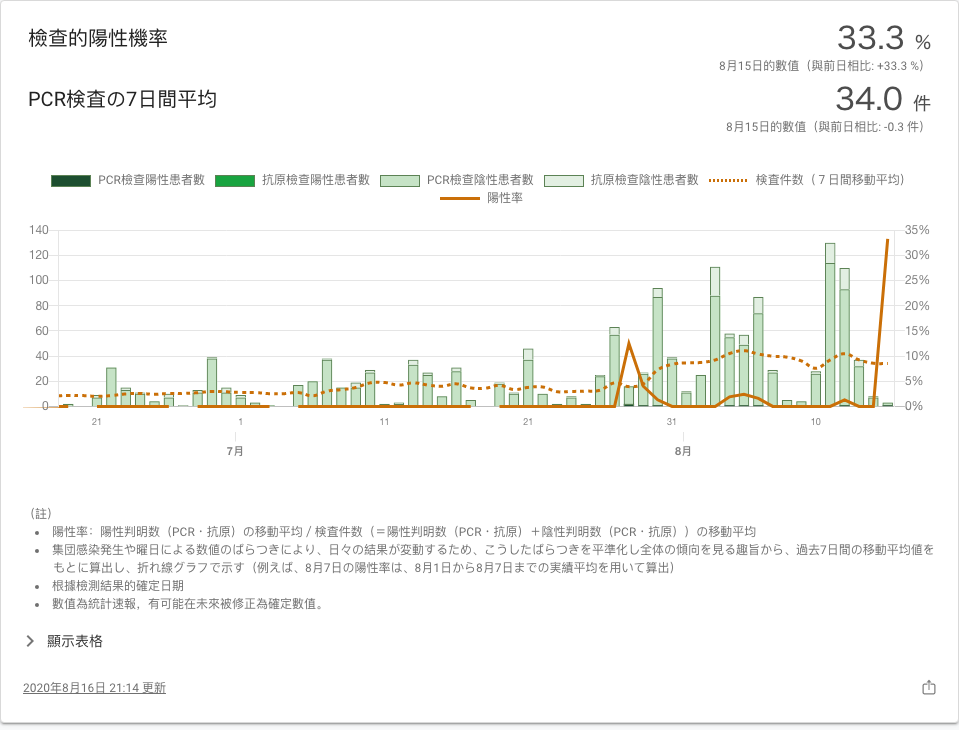 檢查的陽性機率
33.3 %
8月15日的數值（與前日相比: +33.3 %）
PCR検査の7日間平均
34.0 件
8月15日的數值（與前日相比: -0.3 件）
PCR檢查陽性患者數 抗原檢查陽性患者數 PCR檢查陰性患者數 抗原檢查陰性患者數 検査件数（７日間移動平均）
陽性率
140 35%
120 30%
100 25%
80 20%
60 15%
40 10%
20 5%
0 0%
21 1 11 21 31 10
7月 8月
（註）
陽性率：陽性判明数（PCR・抗原）の移動平均 / 検査件数（＝陽性判明数（PCR・抗原）＋陰性判明数（PCR・抗原））の移動平均
集団感染発生や曜日による数値のばらつきにより、日々の結果が変動するため、こうしたばらつきを平準化し全体の傾向を見る趣旨から、過去7日間の移動平均値を
もとに算出し、折れ線グラフで示す（例えば、8月7日の陽性率は、8月1日から8月7日までの実績平均を用いて算出）
根據檢測結果的確定日期
數值為統計速報，有可能在未來被修正為確定數值。
顯示表格
2020年8月16日 21:14 更新